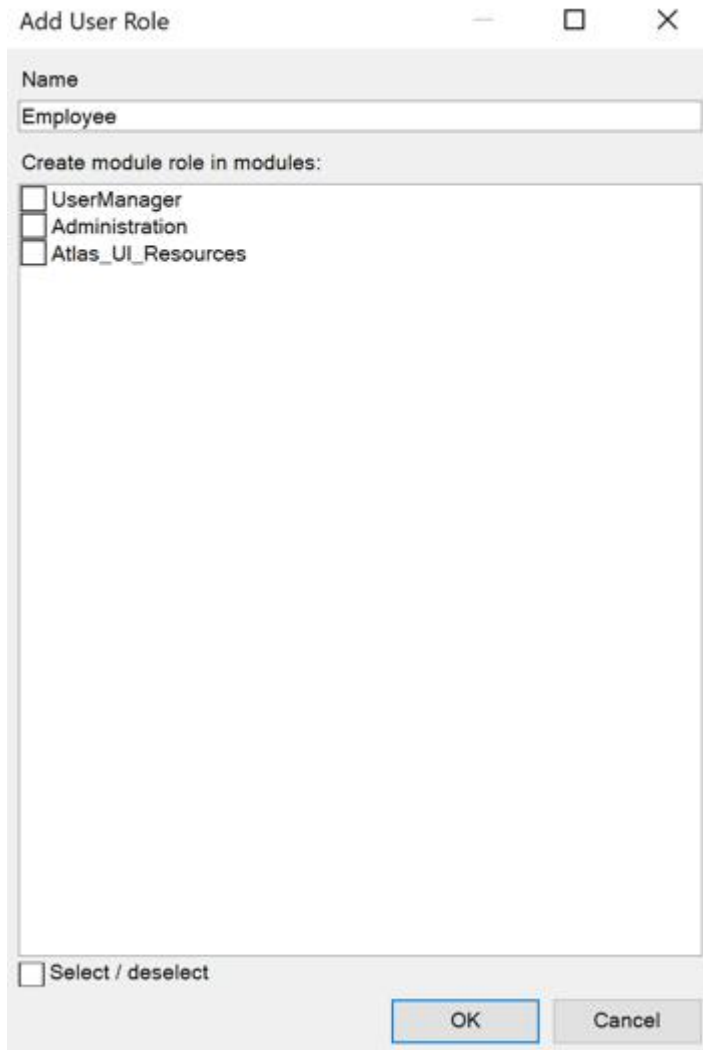 Add User Role
Name
Employee
Create module role in modules:
UserManager
Administration
Atlas_UI_Resources
Select / deselect
OK Cancel